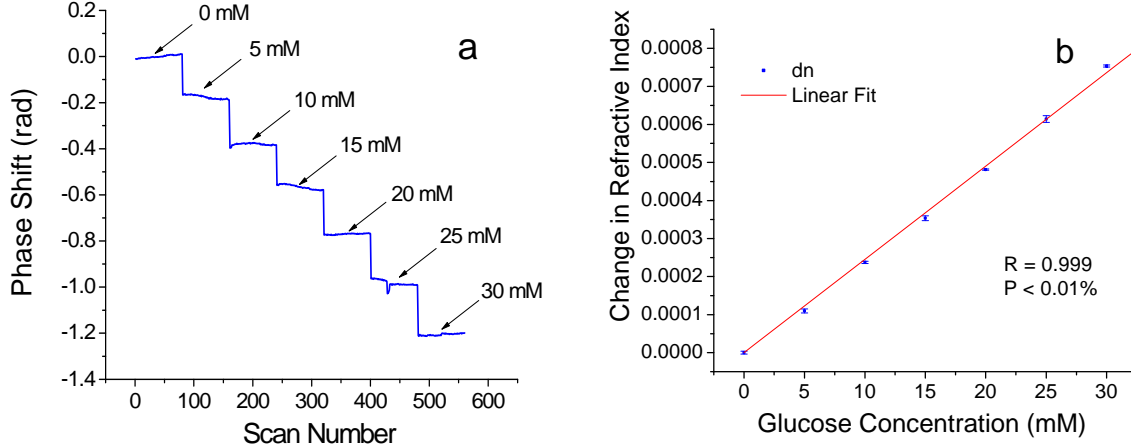 a
0 mM
5 mM
10 mM
15 mM
20 mM
25 mM
30 mM
0.2
0.0
-0.2
-0.4
-0.6
-0.8
-1.0
-1.2
-1.4
Phase Shift (rad)
0 100 200 300 400 500 600
Scan Number
b
dn
Linear Fit
R = 0.999
P < 0.01%
0.0008
0.0007
0.0006
0.0005
0.0004
0.0003
0.0002
0.0001
0.0000
Change in Refractive Index
0 5 10 15 20 25 30
Glucose Concentration (mM)